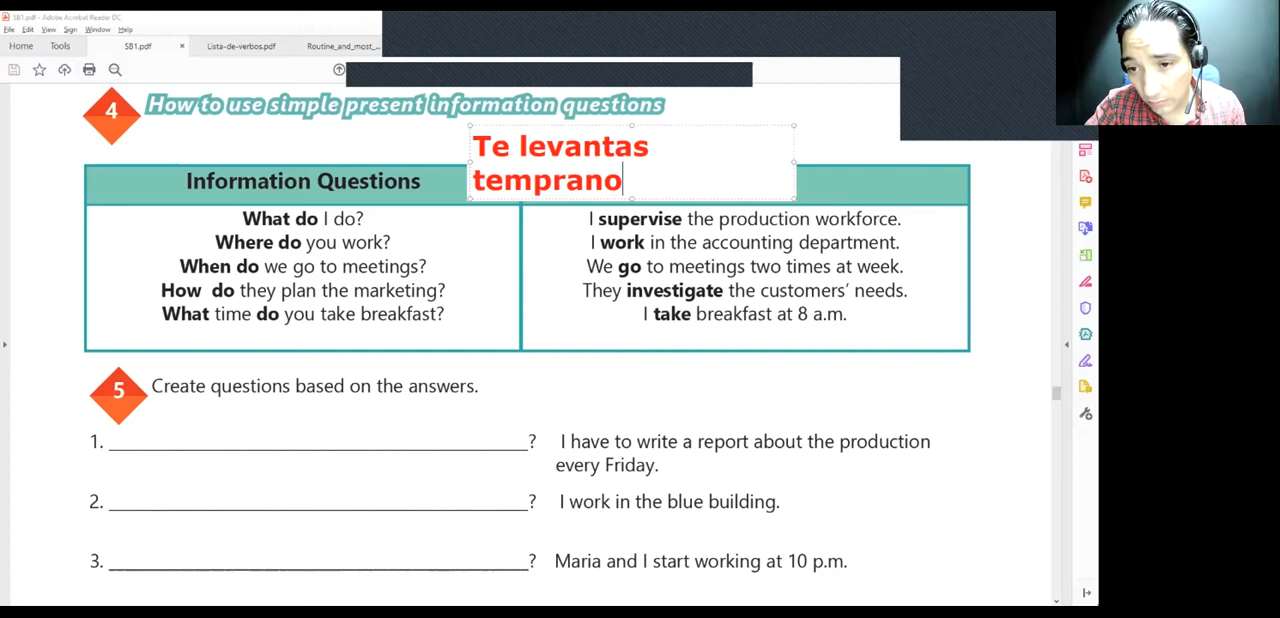 SB1.pdf - Adobe Acrobat Reader DC
File Edit View Sign Window Help
Home Tools SB1.pdf × Lista-de-verbos.pdf Routine_and_most_...
4 How to use simple present information questions
Te levantas
temprano
Information Questions
What do I do? I supervise the production workforce.
Where do you work? I work in the accounting department.
When do we go to meetings? We go to meetings two times at week.
How do they plan the marketing? They investigate the customers' needs.
What time do you take breakfast? I take breakfast at 8 a.m.
5 Create questions based on the answers.
1. ______________________________? I have to write a report about the production
every Friday.
2. ______________________________? I work in the blue building.
3. ______________________________? Maria and I start working at 10 p.m.